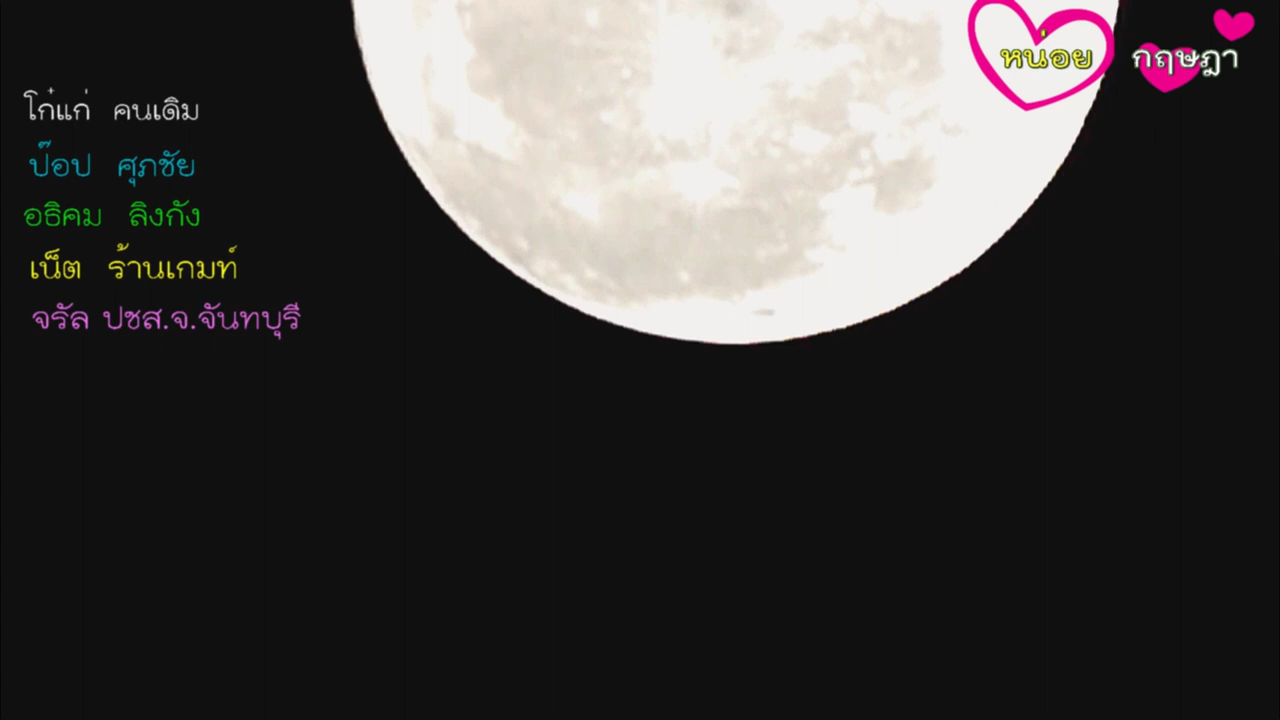 หน่อย กฤษฎา
โก๋แก่ คนเดิม
ป๊อป ศุภชัย
อธิคม ลิงกัง
เน็ต ร้านเกมท์
จรัล ปชส.จ.จันทบุรี